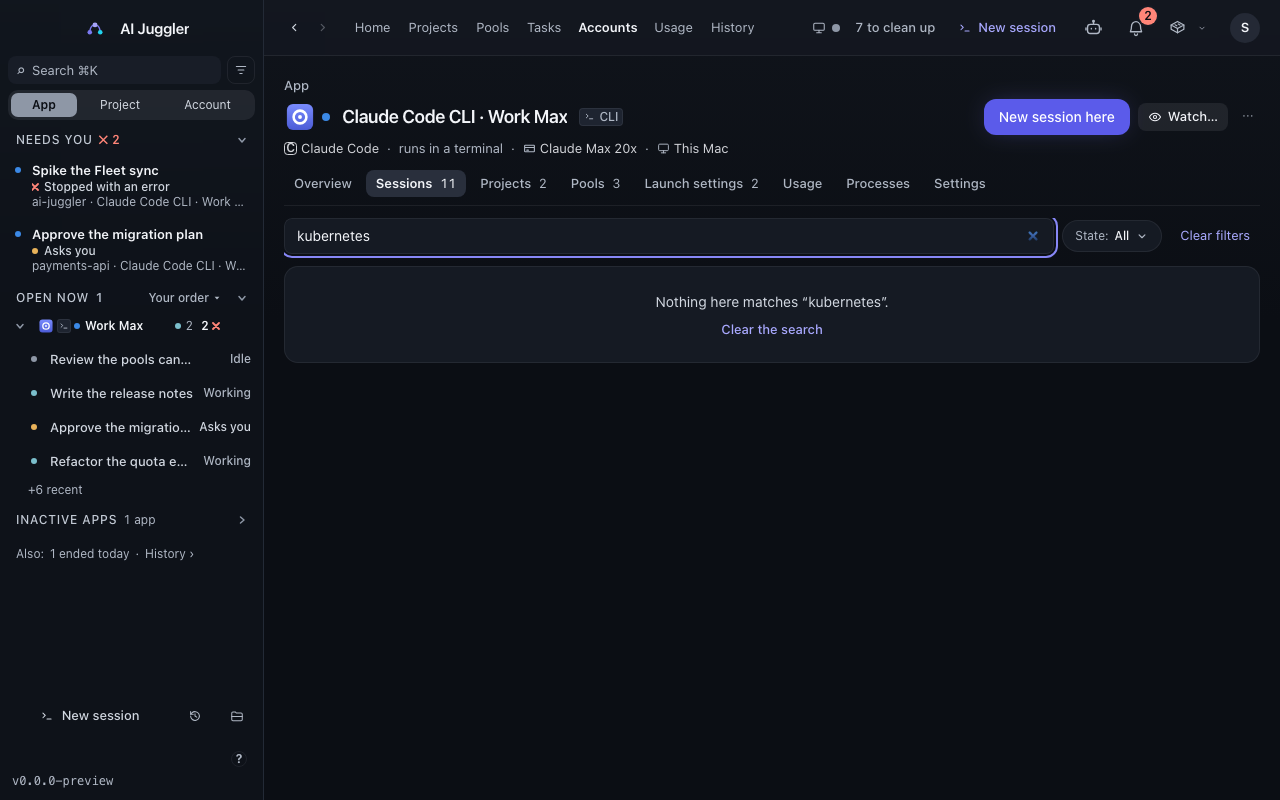 AI Juggler
Search ⌘K
App Project Account
NEEDS YOU 2
Spike the Fleet sync
Stopped with an error
ai-juggler · Claude Code CLI · Work ...
Approve the migration plan
Asks you
payments-api · Claude Code CLI · W...
OPEN NOW 1 Your order
Work Max 2 2
Review the pools can... Idle
Write the release notes Working
Approve the migratio... Asks you
Refactor the quota e... Working
+6 recent
INACTIVE APPS 1 app
Also: 1 ended today · History ›
New session
?
v0.0.0-preview
Home Projects Pools Tasks Accounts Usage History 7 to clean up New session 2 S
App
Claude Code CLI · Work Max CLI New session here Watch... ...
C Claude Code · runs in a terminal · Claude Max 20x · This Mac
Overview Sessions 11 Projects 2 Pools 3 Launch settings 2 Usage Processes Settings
kubernetes State: All Clear filters
Nothing here matches “kubernetes”.
Clear the search